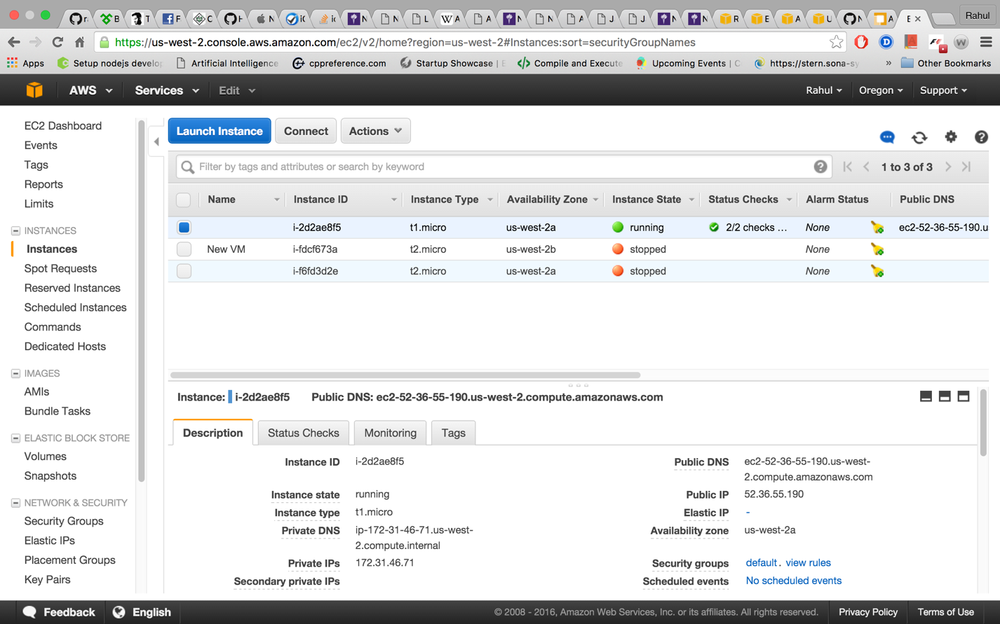 Rahul
https://us-west-2.console.aws.amazon.com/ec2/v2/home?region=us-west-2#Instances:sort=securityGroupNames
Apps Setup nodejs develop Artificial Intelligence cppreference.com Startup Showcase | E Compile and Execute Upcoming Events | C https://stern.sona-sy » Other Bookmarks
AWS Services Edit Rahul Oregon Support
EC2 Dashboard
Events
Tags
Reports
Limits
INSTANCES
Instances
Spot Requests
Reserved Instances
Scheduled Instances
Commands
Dedicated Hosts
IMAGES
AMIs
Bundle Tasks
ELASTIC BLOCK STORE
Volumes
Snapshots
NETWORK & SECURITY
Security Groups
Elastic IPs
Placement Groups
Key Pairs
Launch Instance Connect Actions
Filter by tags and attributes or search by keyword 1 to 3 of 3
Name Instance ID Instance Type Availability Zone Instance State Status Checks Alarm Status Public DNS
i-2d2ae8f5 t1.micro us-west-2a running 2/2 checks ... None ec2-52-36-55-190.us
New VM i-fdcf673a t2.micro us-west-2b stopped None
i-f6fd3d2e t2.micro us-west-2a stopped None
Instance: i-2d2ae8f5 Public DNS: ec2-52-36-55-190.us-west-2.compute.amazonaws.com
Description Status Checks Monitoring Tags
Instance ID i-2d2ae8f5 Public DNS ec2-52-36-55-190.us-west-
2.compute.amazonaws.com
Instance state running Public IP 52.36.55.190
Instance type t1.micro Elastic IP -
Private DNS ip-172-31-46-71.us-west- Availability zone us-west-2a
2.compute.internal
Private IPs 172.31.46.71 Security groups default. view rules
Secondary private IPs Scheduled events No scheduled events
Feedback English © 2008 - 2016, Amazon Web Services, Inc. or its affiliates. All rights reserved. Privacy Policy Terms of Use